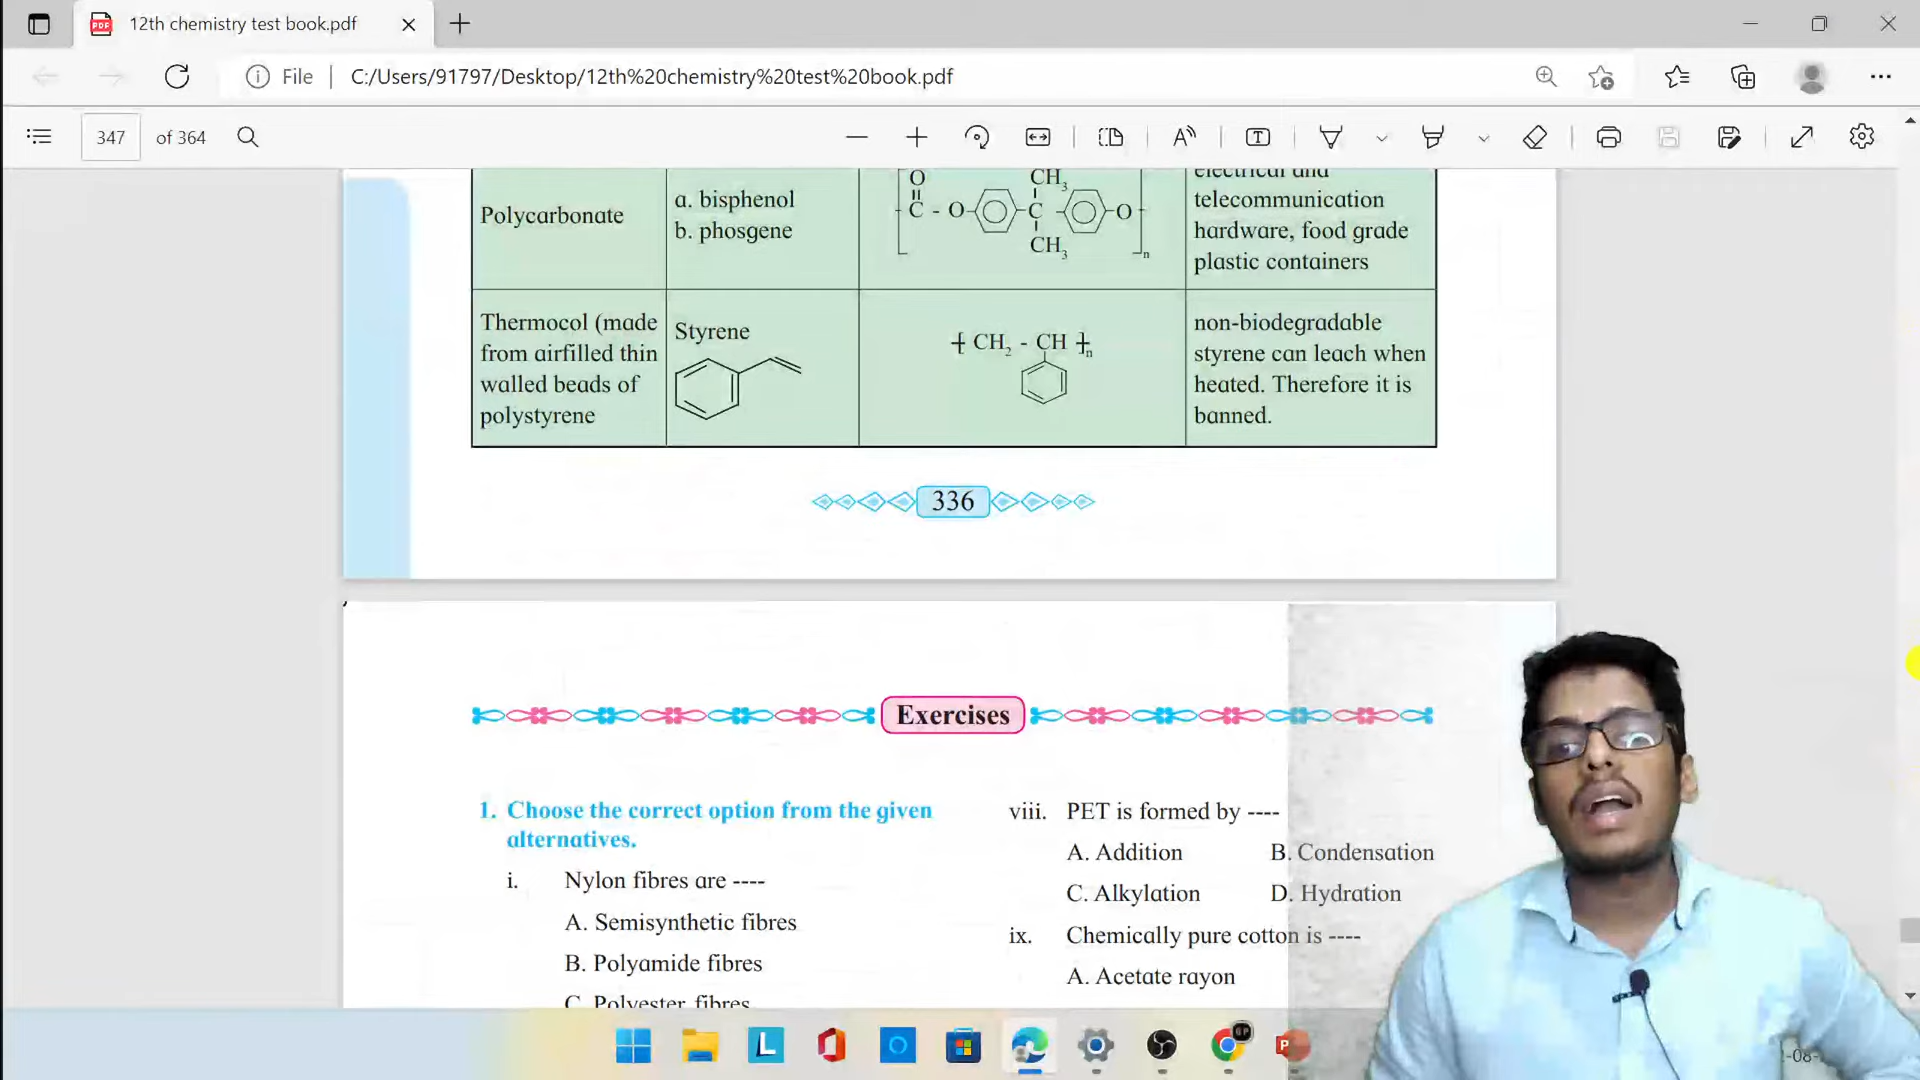 12th chemistry test book.pdf
File
C:/Users/91797/Desktop/12th%20chemistry%20test%20book.pdf
347 of 364
Polycarbonate
a. bisphenol
b. phosgene
O
C - O
CH3
C
CH3
O
n
electrical and
telecommunication
hardware, food grade
plastic containers
Thermocol (made
from airfilled thin
walled beads of
polystyrene
Styrene
CH2 - CH
n
non-biodegradable
styrene can leach when
heated. Therefore it is
banned.
336
Exercises
1. Choose the correct option from the given
alternatives.
i. Nylon fibres are ----
A. Semisynthetic fibres
B. Polyamide fibres
C. Polyester fibres
viii. PET is formed by ----
A. Addition B. Condensation
C. Alkylation D. Hydration
ix. Chemically pure cotton is ----
A. Acetate rayon